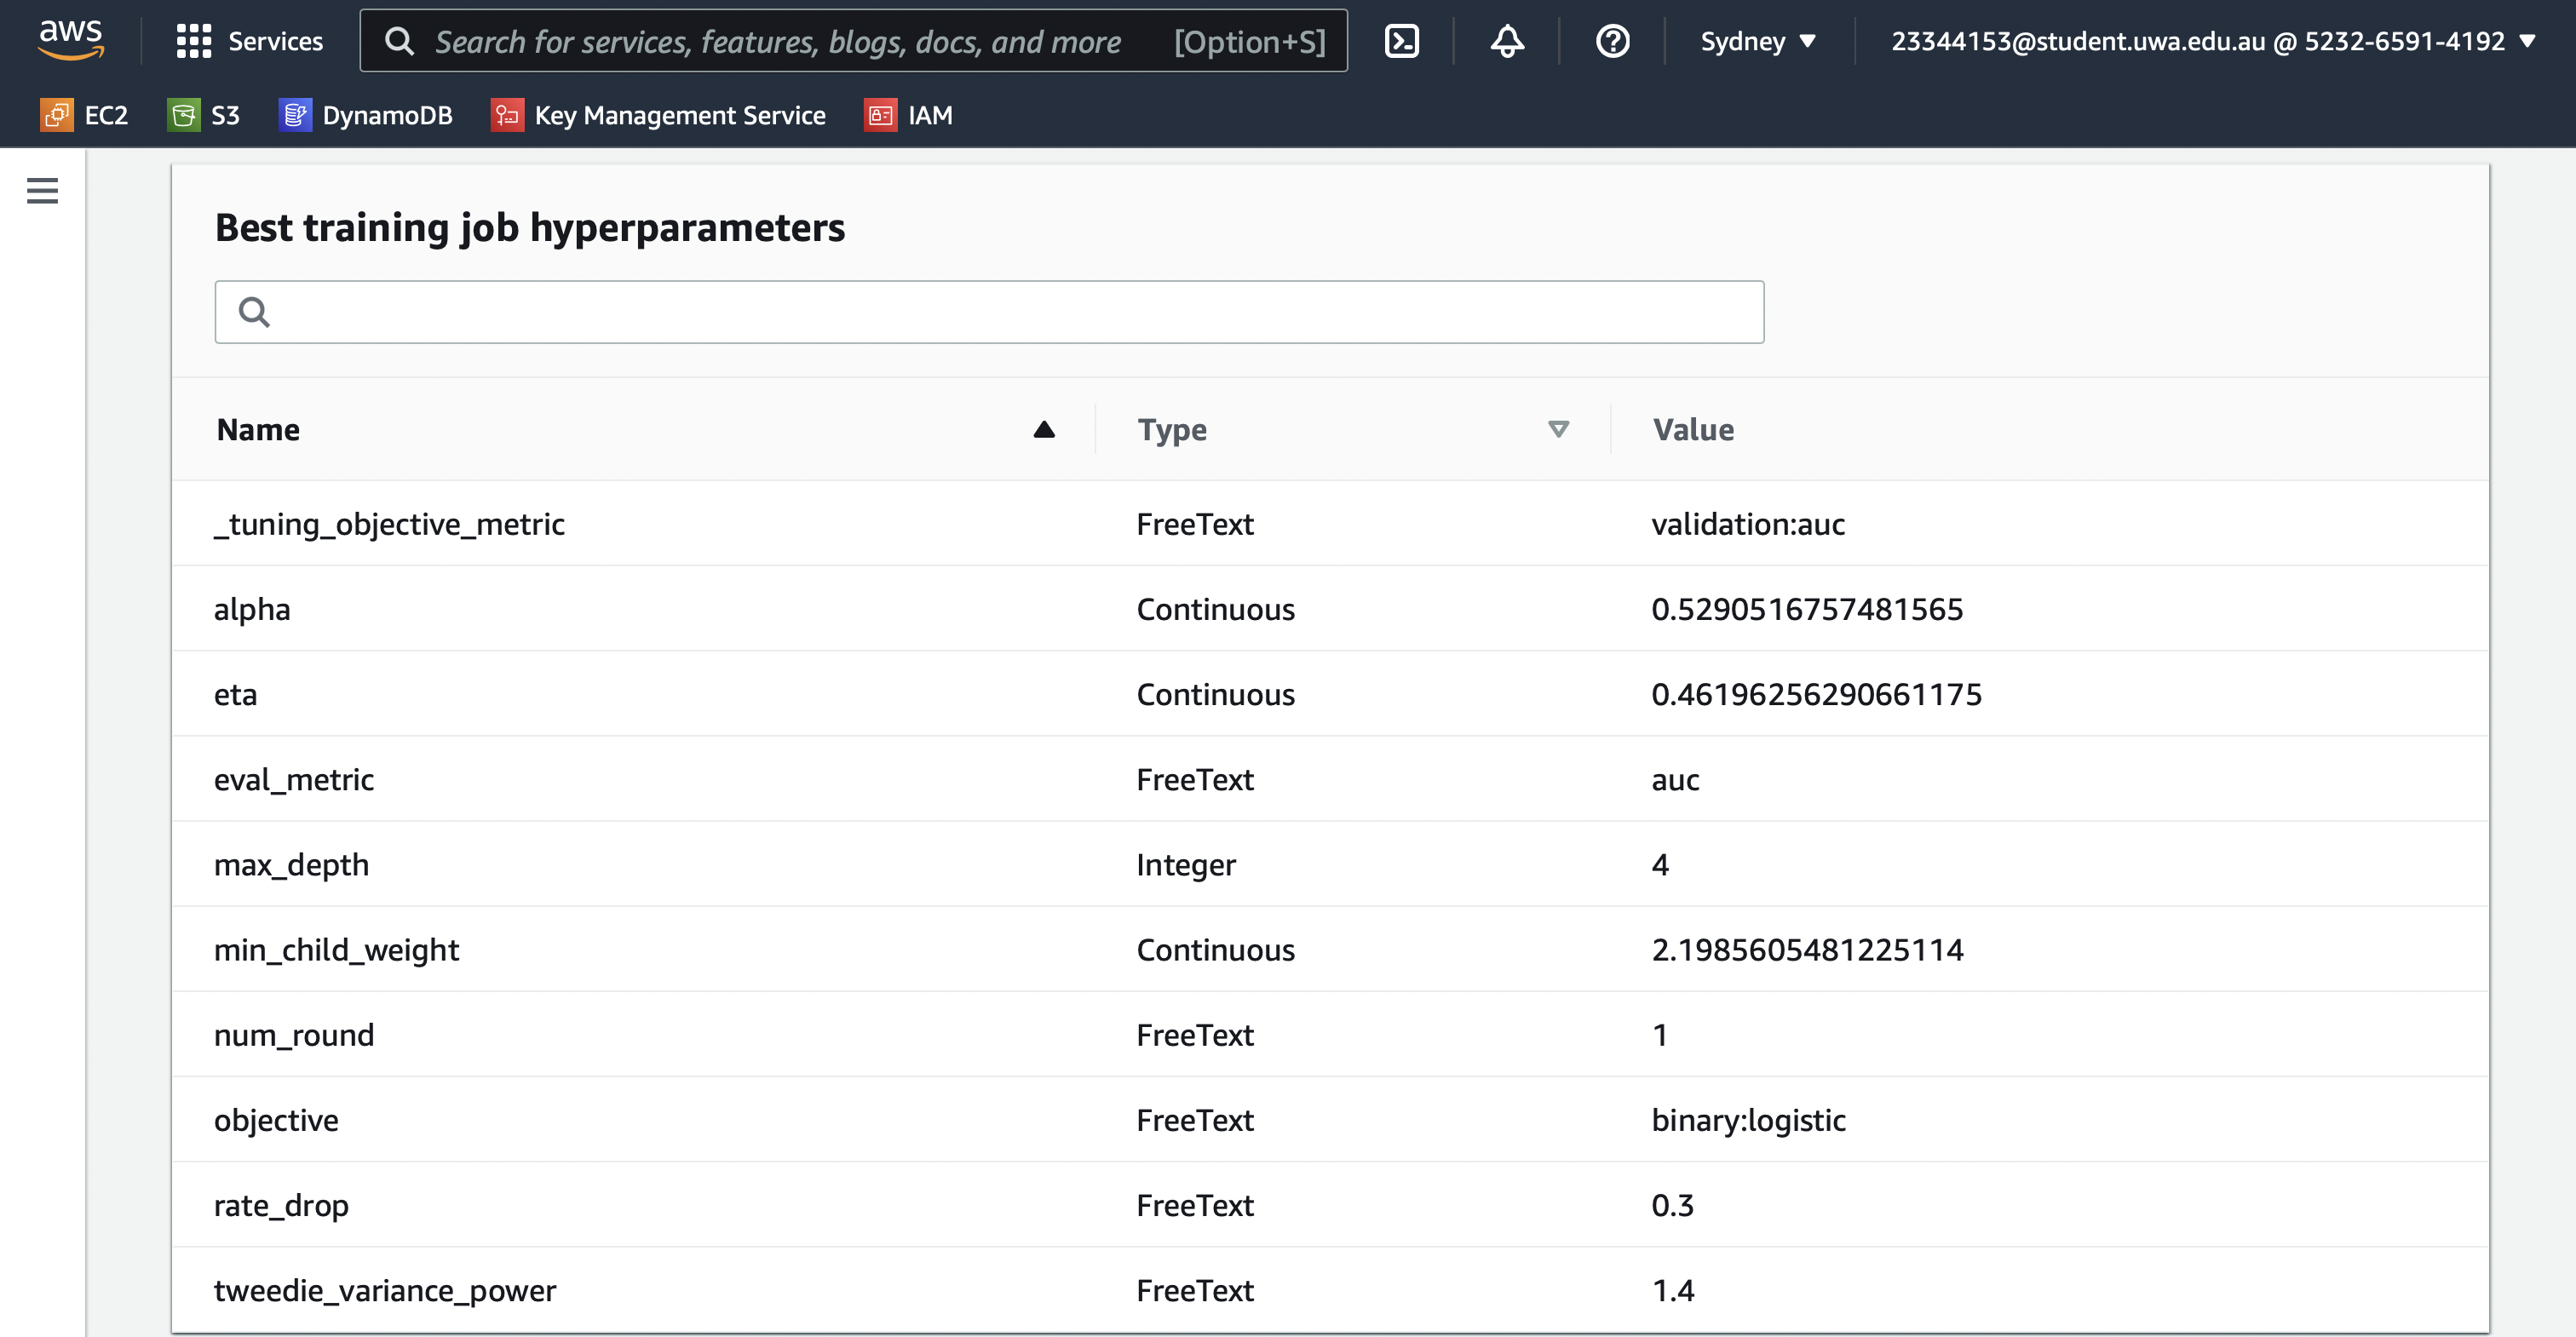 aws Services Search for services, features, blogs, docs, and more [Option+S] Sydney 23344153@student.uwa.edu.au @ 5232-6591-4192
EC2 S3 DynamoDB Key Management Service IAM
Best training job hyperparameters
Name Type Value
_tuning_objective_metric FreeText validation:auc
alpha Continuous 0.5290516757481565
eta Continuous 0.46196256290661175
eval_metric FreeText auc
max_depth Integer 4
min_child_weight Continuous 2.1985605481225114
num_round FreeText 1
objective FreeText binary:logistic
rate_drop FreeText 0.3
tweedie_variance_power FreeText 1.4